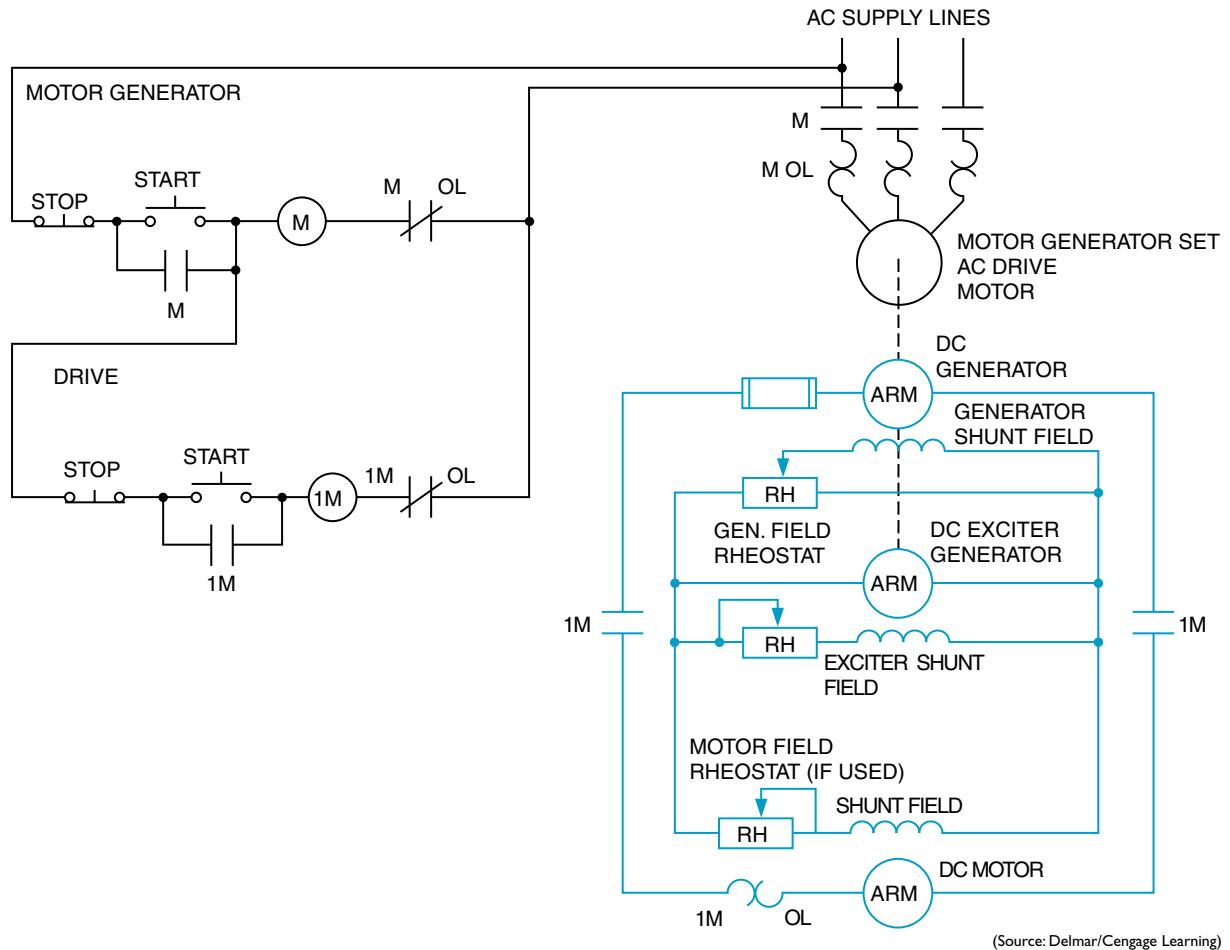 AC SUPPLY LINES
MOTOR GENERATOR
M
M OL
START
STOP
M
M
OL
M
MOTOR GENERATOR SET
AC DRIVE
MOTOR
DRIVE
DC
GENERATOR
ARM
GENERATOR
SHUNT FIELD
START
STOP
1M
1M
OL
1M
RH
GEN. FIELD
RHEOSTAT
DC EXCITER
GENERATOR
ARM
1M
1M
RH
EXCITER SHUNT
FIELD
MOTOR FIELD
RHEOSTAT (IF USED)
SHUNT FIELD
RH
DC MOTOR
ARM
1M
OL
(Source: Delmar/Cengage Learning)